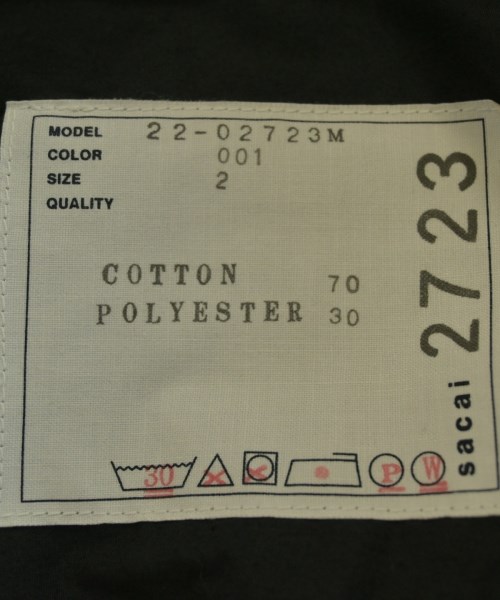 MODEL 22-02723M
COLOR 001
SIZE 2
QUALITY
COTTON 70
POLYESTER 30
30
P
W
sacai 2723